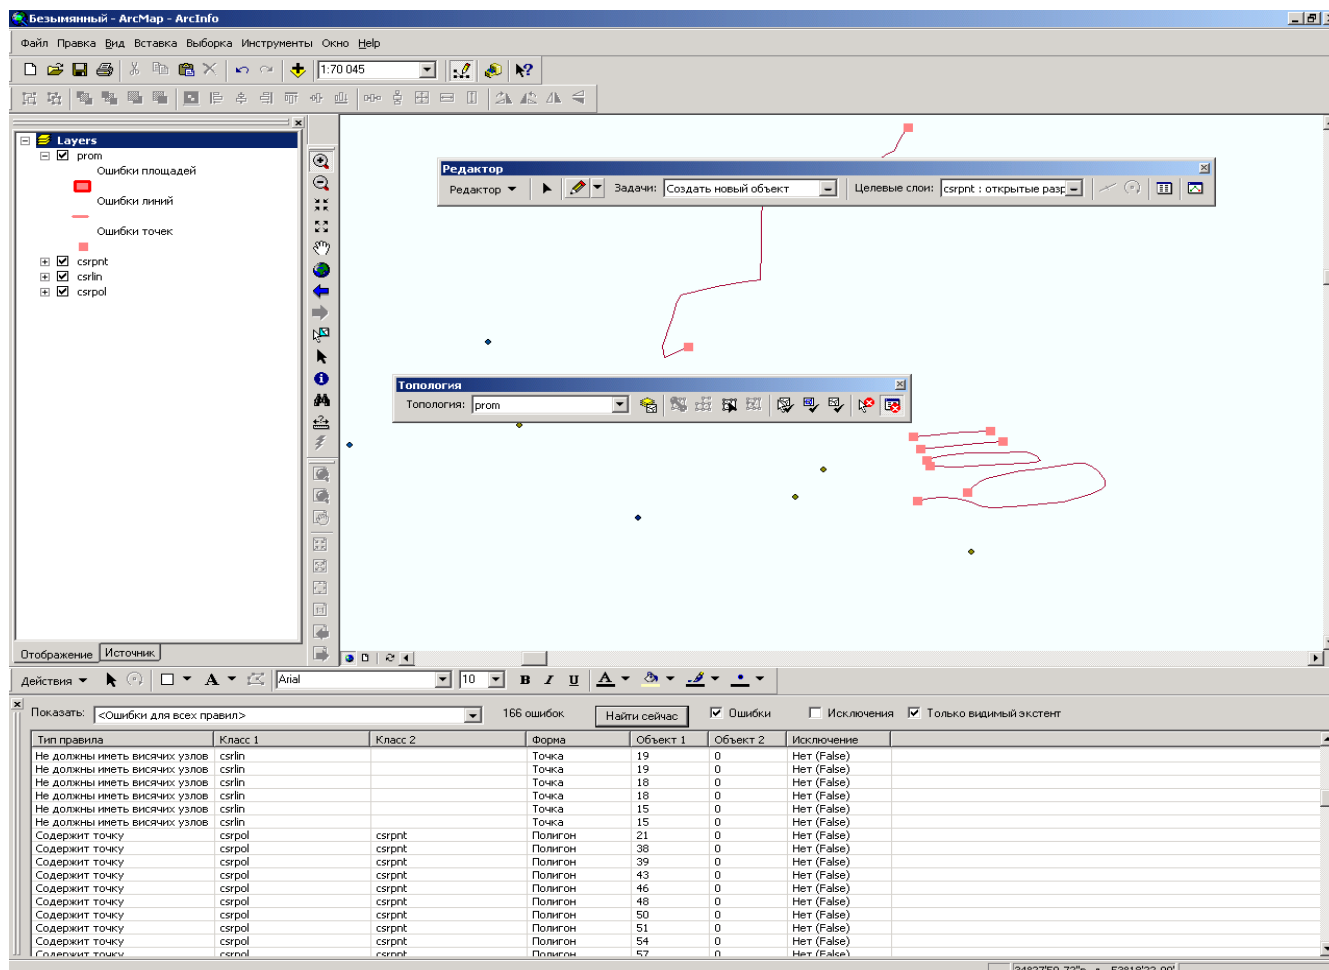 Безымянный - ArcMap - ArcInfo
Файл Правка Вид Вставка Выборка Инструменты Окно Help
1:70 045
Layers
prom
Ошибки площадей
Ошибки линий
Ошибки точек
csrpnt
csrlin
csrpol
Редактор
Редактор Задачи: Создать новый объект Целевые слои: csrpnt : открытые разр
Топология
Топология: prom
Отображение Источник
Действия A Arial 10 B I U A
Показать: <Ошибки для всех правил> 166 ошибок Найти сейчас Ошибки Исключения Только видимый экстент
Тип правила Класс 1 Класс 2 Форма Объект 1 Объект 2 Исключение
Не должны иметь висячих узлов csrlin Точка 19 0 Нет (False)
Не должны иметь висячих узлов csrlin Точка 19 0 Нет (False)
Не должны иметь висячих узлов csrlin Точка 18 0 Нет (False)
Не должны иметь висячих узлов csrlin Точка 18 0 Нет (False)
Не должны иметь висячих узлов csrlin Точка 15 0 Нет (False)
Не должны иметь висячих узлов csrlin Точка 15 0 Нет (False)
Содержит точку csrpol csrpnt Полигон 21 0 Нет (False)
Содержит точку csrpol csrpnt Полигон 38 0 Нет (False)
Содержит точку csrpol csrpnt Полигон 39 0 Нет (False)
Содержит точку csrpol csrpnt Полигон 43 0 Нет (False)
Содержит точку csrpol csrpnt Полигон 46 0 Нет (False)
Содержит точку csrpol csrpnt Полигон 48 0 Нет (False)
Содержит точку csrpol csrpnt Полигон 50 0 Нет (False)
Содержит точку csrpol csrpnt Полигон 51 0 Нет (False)
Содержит точку csrpol csrpnt Полигон 54 0 Нет (False)
Содержит точку csrpol csrpnt Полигон 57 0 Нет (False)